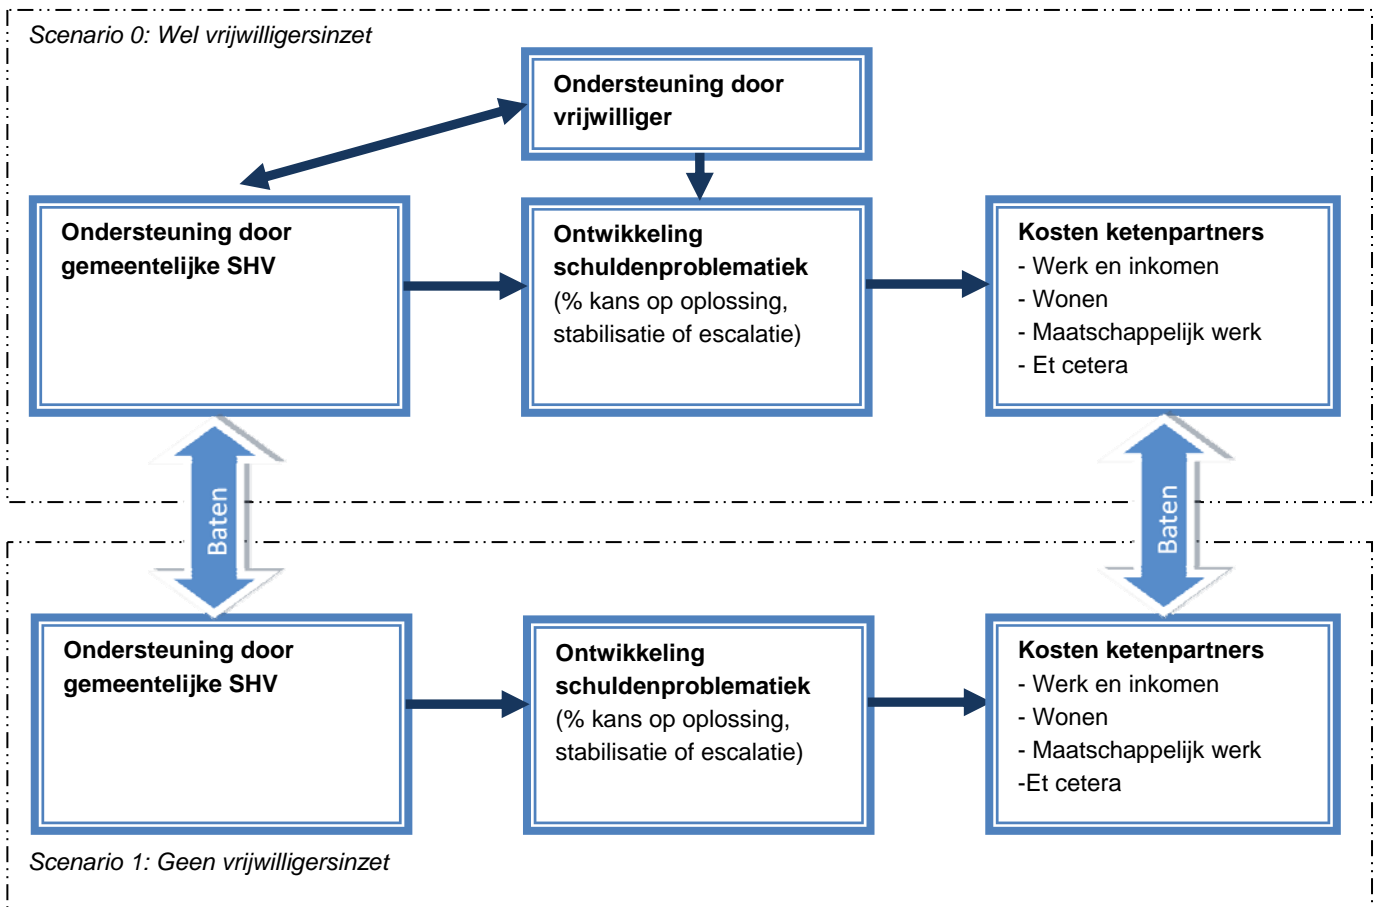 Scenario 0: Wel vrijwilligersinzet
Ondersteuning door
vrijwilliger
Ondersteuning door
gemeentelijke SHV
Ontwikkeling
schuldenproblematiek
(% kans op oplossing,
stabilisatie of escalatie)
Kosten ketenpartners
- Werk en inkomen
- Wonen
- Maatschappelijk werk
- Et cetera
Baten
Baten
Ondersteuning door
gemeentelijke SHV
Ontwikkeling
schuldenproblematiek
(% kans op oplossing,
stabilisatie of escalatie)
Kosten ketenpartners
- Werk en inkomen
- Wonen
- Maatschappelijk werk
-Et cetera
Scenario 1: Geen vrijwilligersinzet